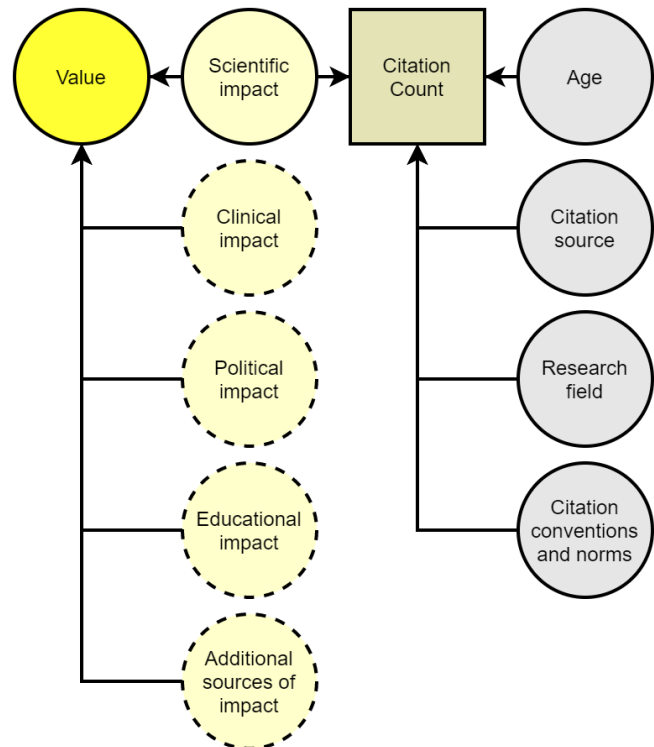 Value
Scientific
impact
Citation
Count
Age
Clinical
impact
Citation
source
Political
impact
Research
field
Educational
impact
Citation
conventions
and norms
Additional
sources of
impact